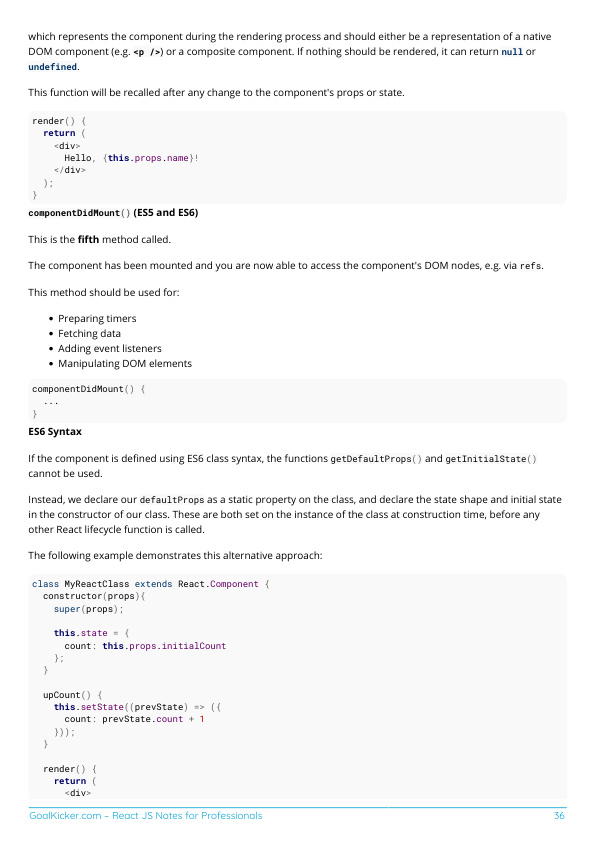 which represents the component during the rendering process and should either be a representation of a native
DOM component (e.g. <p />) or a composite component. If nothing should be rendered, it can return null or
undefined.
This function will be recalled after any change to the component's props or state.
render() {
  return (
    <div>
      Hello, {this.props.name}!
    </div>
  );
}
componentDidMount() (ES5 and ES6)
This is the fifth method called.
The component has been mounted and you are now able to access the component's DOM nodes, e.g. via refs.
This method should be used for:
• Preparing timers
• Fetching data
• Adding event listeners
• Manipulating DOM elements
componentDidMount() {
  ...
}
ES6 Syntax
If the component is defined using ES6 class syntax, the functions getDefaultProps() and getInitialState()
cannot be used.
Instead, we declare our defaultProps as a static property on the class, and declare the state shape and initial state
in the constructor of our class. These are both set on the instance of the class at construction time, before any
other React lifecycle function is called.
The following example demonstrates this alternative approach:
class MyReactClass extends React.Component {
  constructor(props){
    super(props);
    this.state = {
      count: this.props.initialCount
    };
  }
  upCount() {
    this.setState((prevState) => ({
      count: prevState.count + 1
    }));
  }
  render() {
    return (
      <div>
GoalKicker.com – React JS Notes for Professionals 36